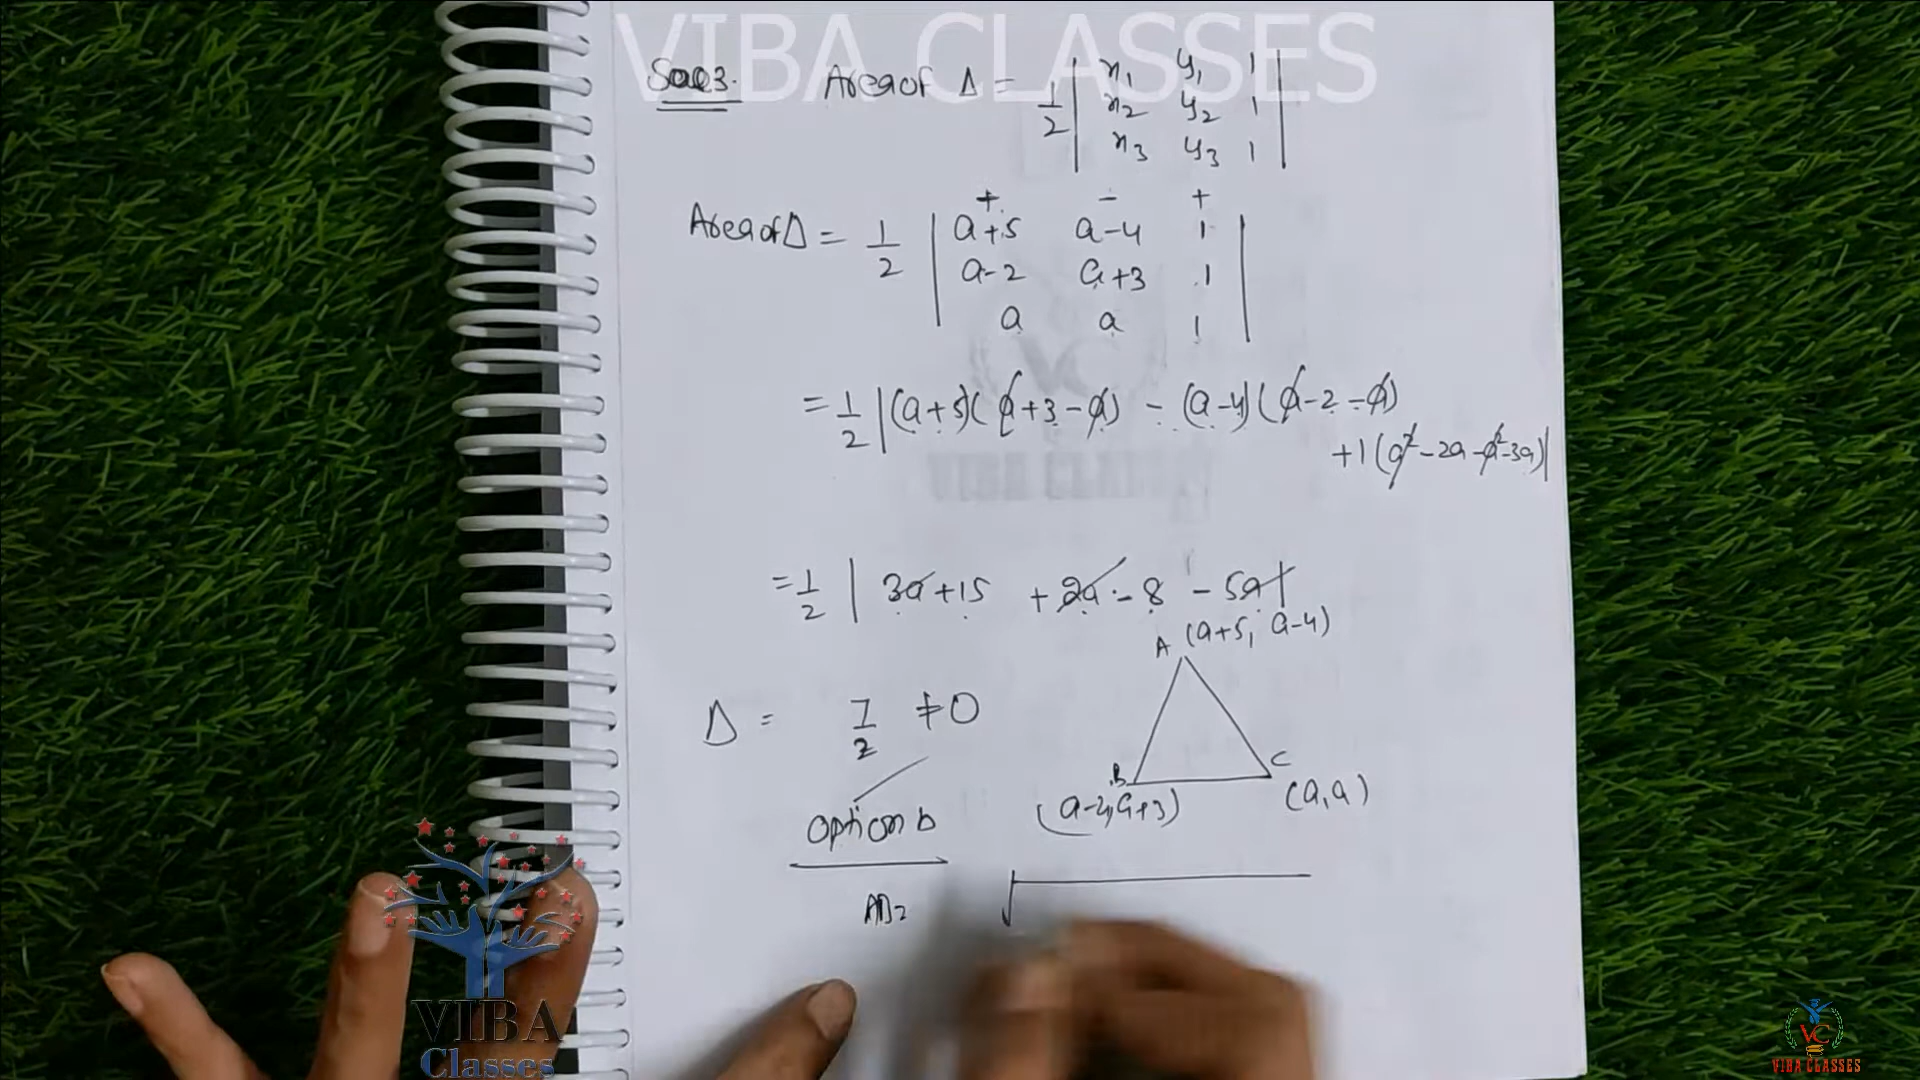 VIBA CLASSES
Sol3. Area of Δ = 1/2 | x₁ y₁ 1 |
| x₂ y₂ 1 |
| x₃ y₃ 1 |
+ - +
Area of Δ = 1/2 | a+5 a-4 1 |
| a-2 a+3 1 |
| a a 1 |
= 1/2 |(a+5)(a+3-a) - (a-4)(a-2-a)
+1(a²-2a-a²-3a)|
VIBA CLASSES
= 1/2 | 3a+15 +2a-8 -5a|
A (a+5, a-4)
Δ = 7/2 ≠0
B C
(a-2,a+3) (a,a)
Option b
VIBA
Classes
VC
VIBA CLASSES